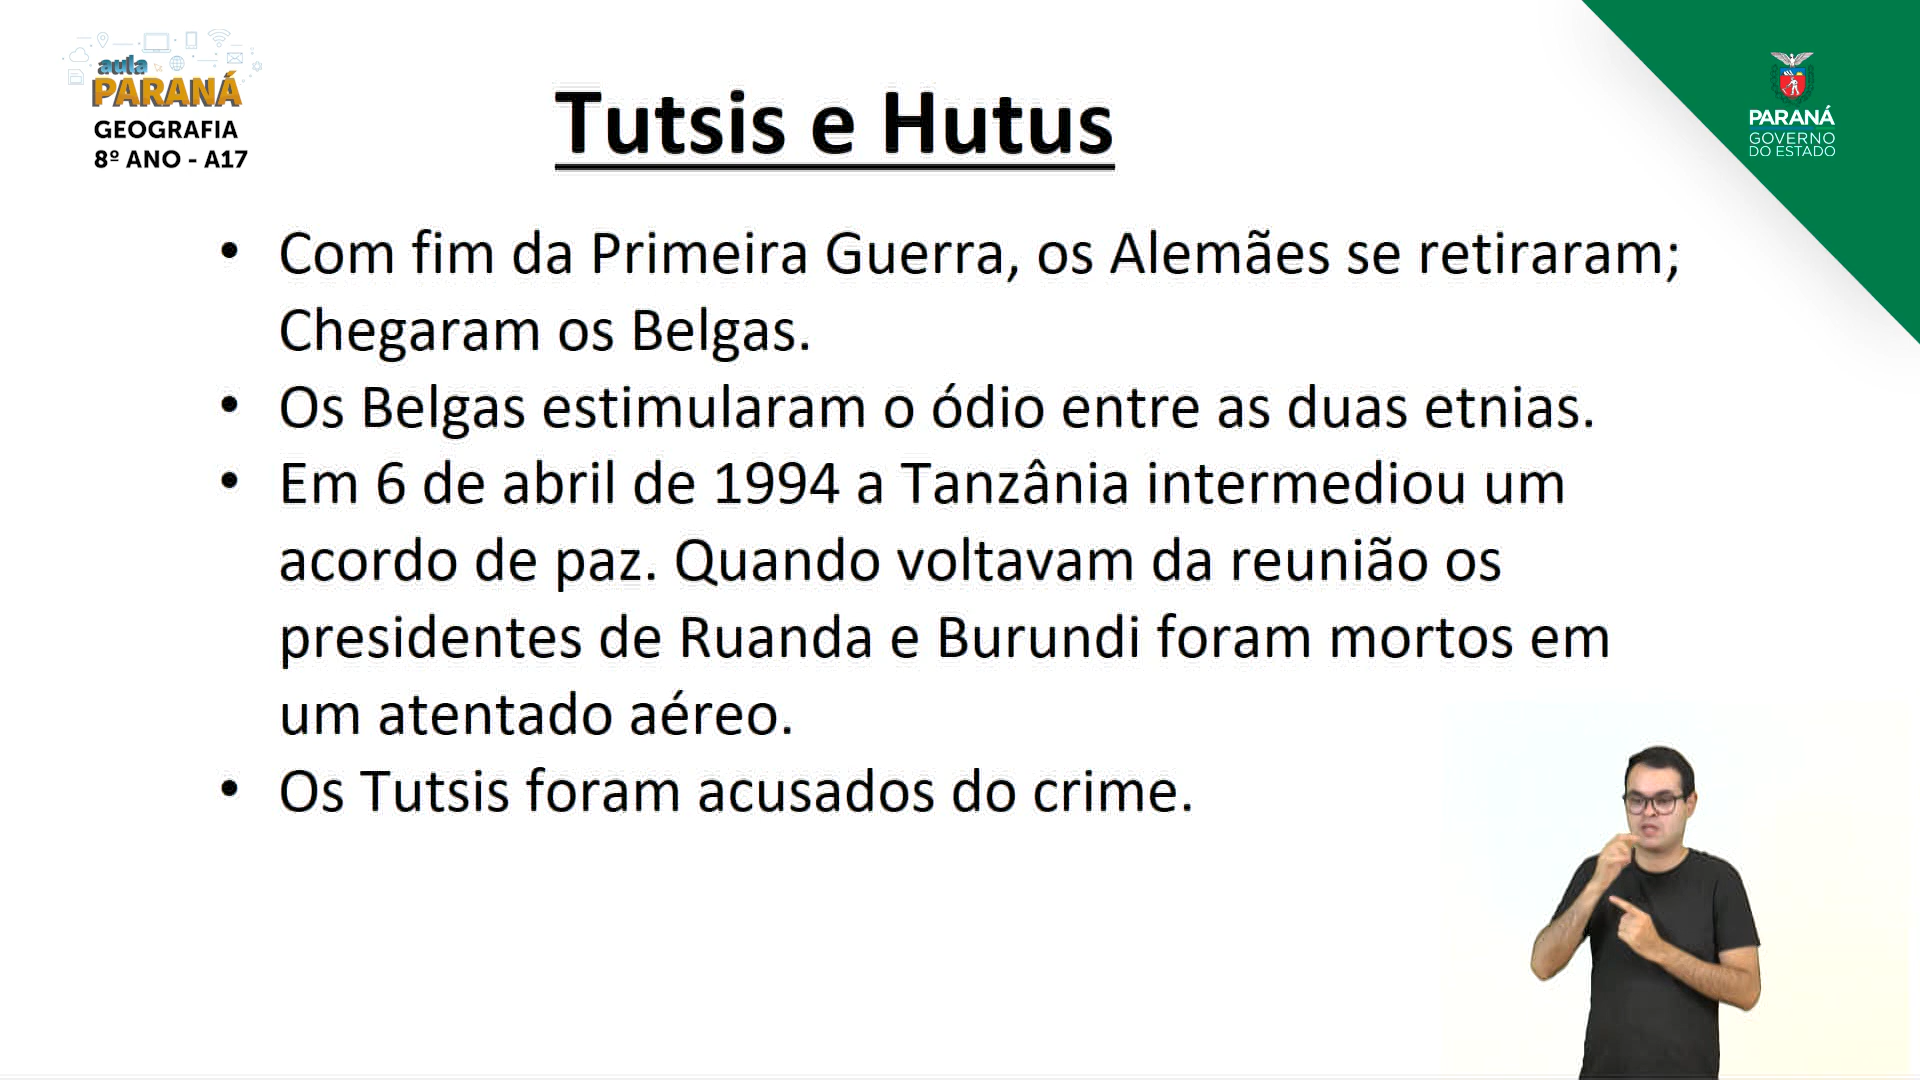 aula
PARANÁ
GEOGRAFIA
8º ANO - A17
Tutsis e Hutus
PARANÁ
GOVERNO
DO ESTADO
• Com fim da Primeira Guerra, os Alemães se retiraram;
Chegaram os Belgas.
• Os Belgas estimularam o ódio entre as duas etnias.
• Em 6 de abril de 1994 a Tanzânia intermediou um
acordo de paz. Quando voltavam da reunião os
presidentes de Ruanda e Burundi foram mortos em
um atentado aéreo.
• Os Tutsis foram acusados do crime.